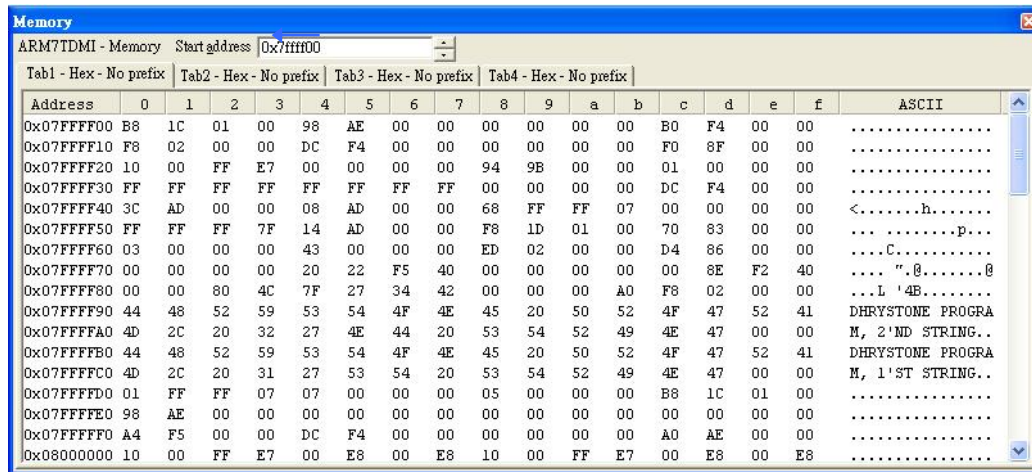 Memory
ARM7TDMI - Memory Start address 0x7ffff00
Tab1 - Hex - No prefix Tab2 - Hex - No prefix Tab3 - Hex - No prefix Tab4 - Hex - No prefix
Address 0 1 2 3 4 5 6 7 8 9 a b c d e f ASCII
0x07FFFF00 B8 1C 01 00 98 AE 00 00 00 00 00 00 B0 F4 00 00 ................
0x07FFFF10 F8 02 00 00 DC F4 00 00 00 00 00 00 F0 8F 00 00 ................
0x07FFFF20 10 00 FF E7 00 00 00 00 94 9B 00 00 01 00 00 00 ................
0x07FFFF30 FF FF FF FF FF FF FF FF 00 00 00 00 DC F4 00 00 ................
0x07FFFF40 3C AD 00 00 08 AD 00 00 68 FF FF 07 00 00 00 00 <.......h.......
0x07FFFF50 FF FF FF 7F 14 AD 00 00 F8 1D 01 00 70 83 00 00 ... ........p...
0x07FFFF60 03 00 00 00 43 00 00 00 ED 02 00 00 D4 86 00 00 ....C...........
0x07FFFF70 00 00 00 00 20 22 F5 40 00 00 00 00 00 8E F2 40 .... ".@.......@
0x07FFFF80 00 00 80 4C 7F 27 34 42 00 00 00 A0 F8 02 00 00 ...L '4B........
0x07FFFF90 44 48 52 59 53 54 4F 4E 45 20 50 52 4F 47 52 41 DHRYSTONE PROGRA
0x07FFFFA0 4D 2C 20 32 27 4E 44 20 53 54 52 49 4E 47 00 00 M, 2'ND STRING..
0x07FFFFB0 44 48 52 59 53 54 4F 4E 45 20 50 52 4F 47 52 41 DHRYSTONE PROGRA
0x07FFFFC0 4D 2C 20 31 27 53 54 20 53 54 52 49 4E 47 00 00 M, 1'ST STRING..
0x07FFFFD0 01 FF FF 07 07 00 00 00 05 00 00 00 B8 1C 01 00 ................
0x07FFFFE0 98 AE 00 00 00 00 00 00 00 00 00 00 00 00 00 00 ................
0x07FFFFF0 A4 F5 00 00 DC F4 00 00 00 00 00 00 A0 AE 00 00 ................
0x08000000 10 00 FF E7 00 E8 00 E8 10 00 FF E7 00 E8 00 E8 ................